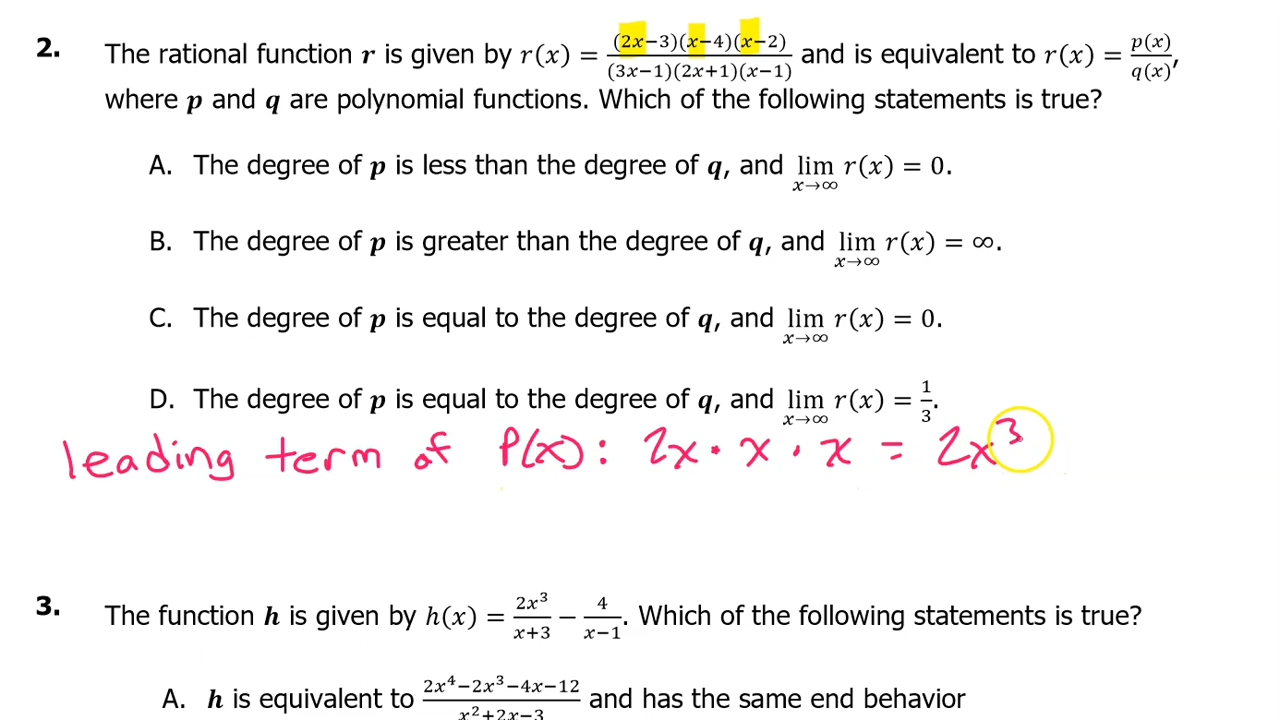 2. The rational function r is given by r(x) = (2x−3)(x−4)(x−2)/(3x−1)(2x+1)(x−1) and is equivalent to r(x) = p(x)/q(x),
where p and q are polynomial functions. Which of the following statements is true?
A. The degree of p is less than the degree of q, and lim x→∞ r(x) = 0.
B. The degree of p is greater than the degree of q, and lim x→∞ r(x) = ∞.
C. The degree of p is equal to the degree of q, and lim x→∞ r(x) = 0.
D. The degree of p is equal to the degree of q, and lim x→∞ r(x) = 1/3.
leading term of P(x): 2x · x · x = 2x³
3. The function h is given by h(x) = 2x³/x+3 − 4/x−1. Which of the following statements is true?
A. h is equivalent to 2x⁴−2x³−4x−12/x²+2x−3 and has the same end behavior